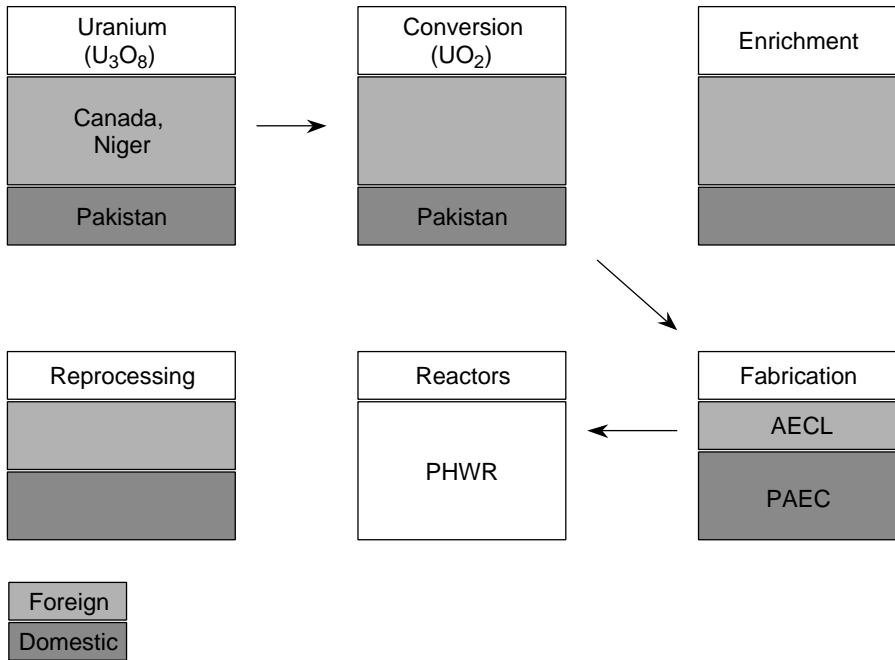 Uranium
(U₃O₈)
Conversion
(UO₂)
Enrichment
Canada,
Niger
Pakistan
Pakistan
Reprocessing
Reactors
Fabrication
AECL
PHWR
PAEC
Foreign
Domestic